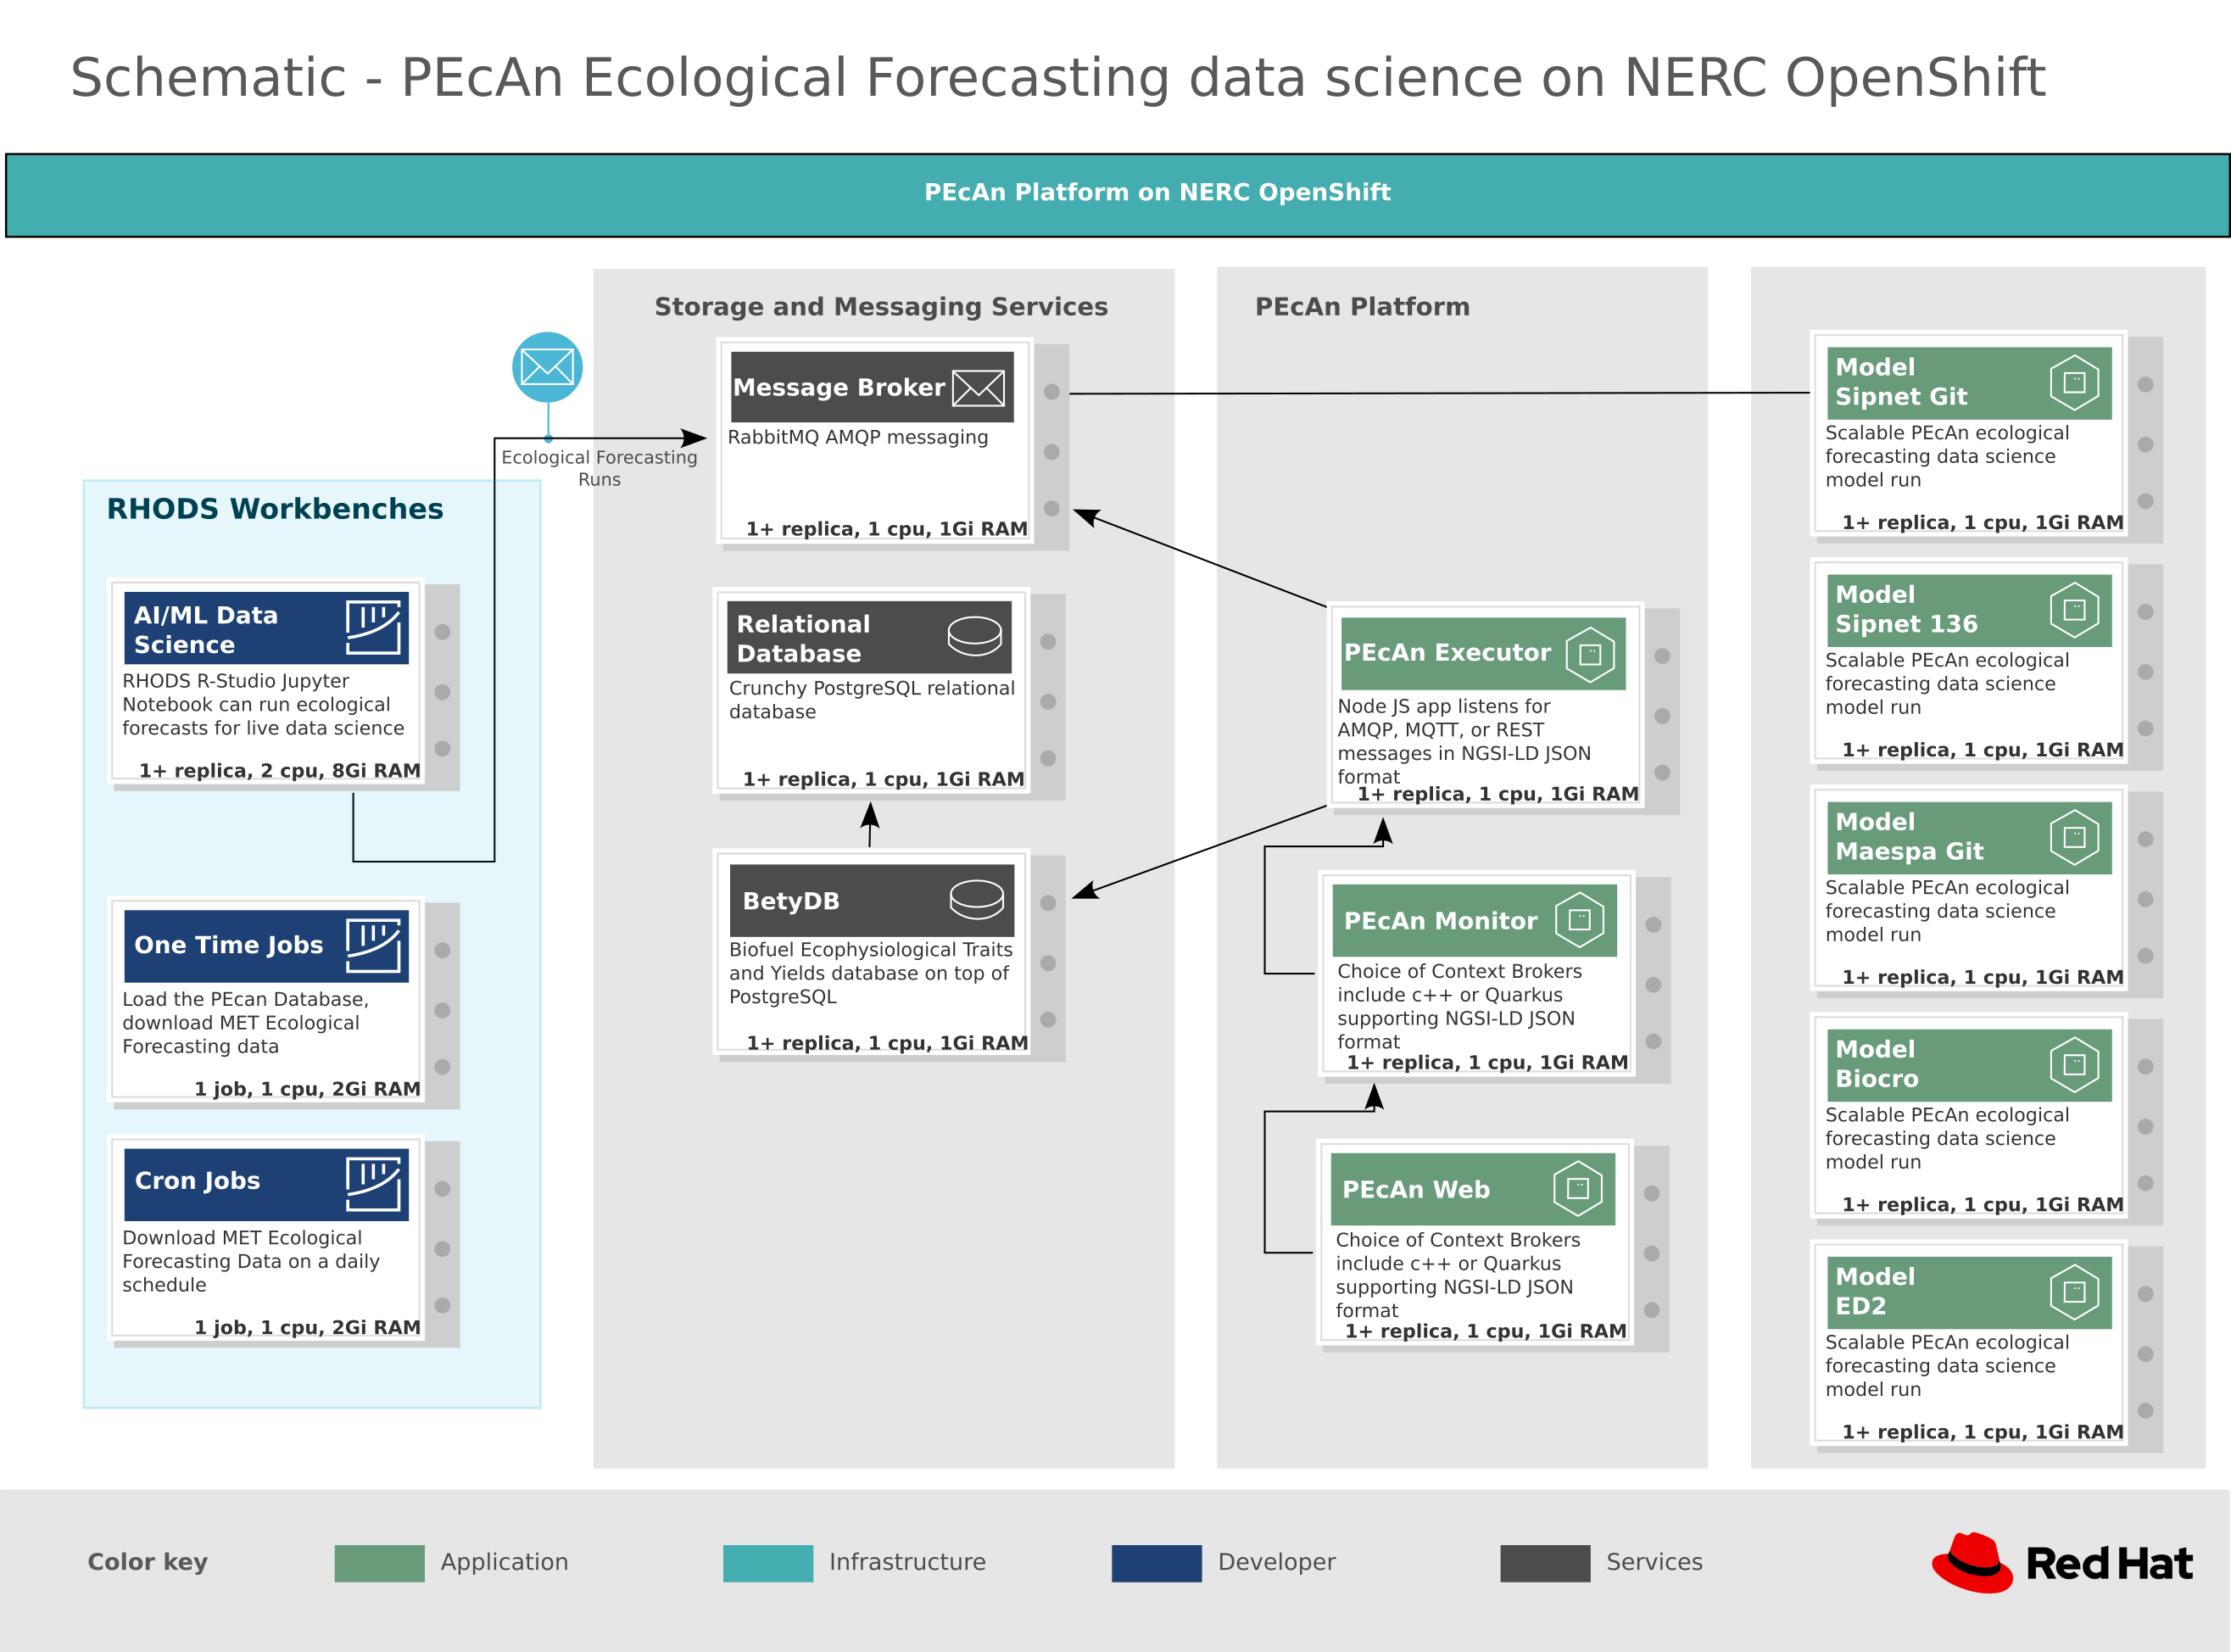 Schematic - PEcAn Ecological Forecasting data science on NERC OpenShift
PEcAn Platform on NERC OpenShift
RHODS Workbenches
AI/ML Data
Science
RHODS R-Studio Jupyter
Notebook can run ecological
forecasts for live data science
1+ replica, 2 cpu, 8Gi RAM
One Time Jobs
Load the PEcan Database,
download MET Ecological
Forecasting data
1 job, 1 cpu, 2Gi RAM
Cron Jobs
Download MET Ecological
Forecasting Data on a daily
schedule
1 job, 1 cpu, 2Gi RAM
Ecological Forecasting
Runs
Storage and Messaging Services
Message Broker
RabbitMQ AMQP messaging
1+ replica, 1 cpu, 1Gi RAM
Relational
Database
Crunchy PostgreSQL relational
database
1+ replica, 1 cpu, 1Gi RAM
BetyDB
Biofuel Ecophysiological Traits
and Yields database on top of
PostgreSQL
1+ replica, 1 cpu, 1Gi RAM
PEcAn Platform
PEcAn Executor
Node JS app listens for
AMQP, MQTT, or REST
messages in NGSI-LD JSON
format
1+ replica, 1 cpu, 1Gi RAM
PEcAn Monitor
Choice of Context Brokers
include c++ or Quarkus
supporting NGSI-LD JSON
format
1+ replica, 1 cpu, 1Gi RAM
PEcAn Web
Choice of Context Brokers
include c++ or Quarkus
supporting NGSI-LD JSON
format
1+ replica, 1 cpu, 1Gi RAM
Model
Sipnet Git
Scalable PEcAn ecological
forecasting data science
model run
1+ replica, 1 cpu, 1Gi RAM
Model
Sipnet 136
Scalable PEcAn ecological
forecasting data science
model run
1+ replica, 1 cpu, 1Gi RAM
Model
Maespa Git
Scalable PEcAn ecological
forecasting data science
model run
1+ replica, 1 cpu, 1Gi RAM
Model
Biocro
Scalable PEcAn ecological
forecasting data science
model run
1+ replica, 1 cpu, 1Gi RAM
Model
ED2
Scalable PEcAn ecological
forecasting data science
model run
1+ replica, 1 cpu, 1Gi RAM
Color key
Application
Infrastructure
Developer
Services
Red Hat